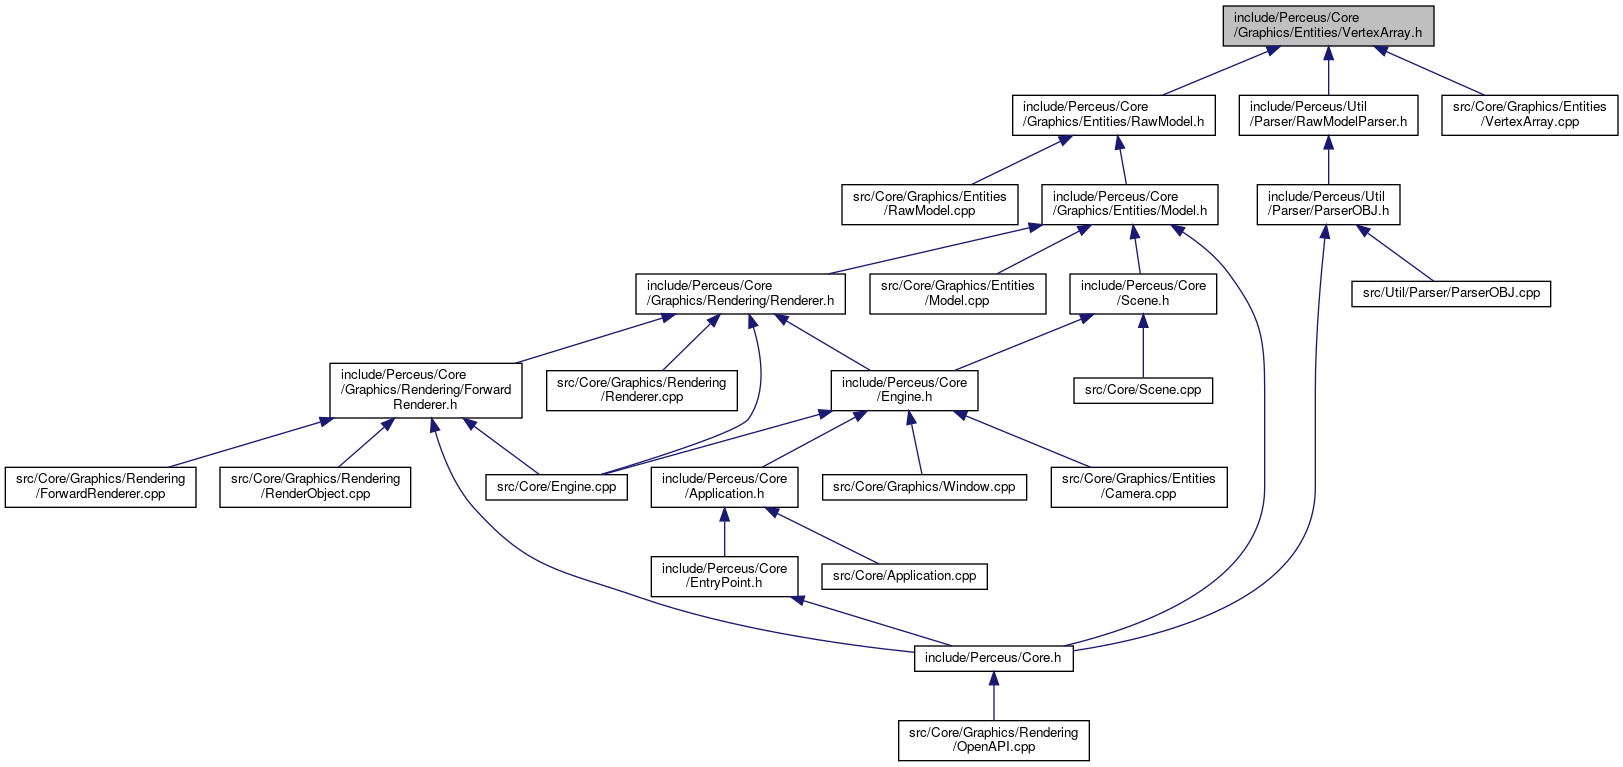 include/Perceus/Core
/Graphics/Entities/VertexArray.h
include/Perceus/Core
/Graphics/Entities/RawModel.h
include/Perceus/Util
/Parser/RawModelParser.h
src/Core/Graphics/Entities
/VertexArray.cpp
src/Core/Graphics/Entities
/RawModel.cpp
include/Perceus/Core
/Graphics/Entities/Model.h
include/Perceus/Util
/Parser/ParserOBJ.h
include/Perceus/Core
/Graphics/Rendering/Renderer.h
src/Core/Graphics/Entities
/Model.cpp
include/Perceus/Core
/Scene.h
src/Util/Parser/ParserOBJ.cpp
include/Perceus/Core
/Graphics/Rendering/Forward
Renderer.h
src/Core/Graphics/Rendering
/Renderer.cpp
include/Perceus/Core
/Engine.h
src/Core/Scene.cpp
src/Core/Graphics/Rendering
/ForwardRenderer.cpp
src/Core/Graphics/Rendering
/RenderObject.cpp
src/Core/Engine.cpp
include/Perceus/Core
/Application.h
src/Core/Graphics/Window.cpp
src/Core/Graphics/Entities
/Camera.cpp
include/Perceus/Core
/EntryPoint.h
src/Core/Application.cpp
include/Perceus/Core.h
src/Core/Graphics/Rendering
/OpenAPI.cpp